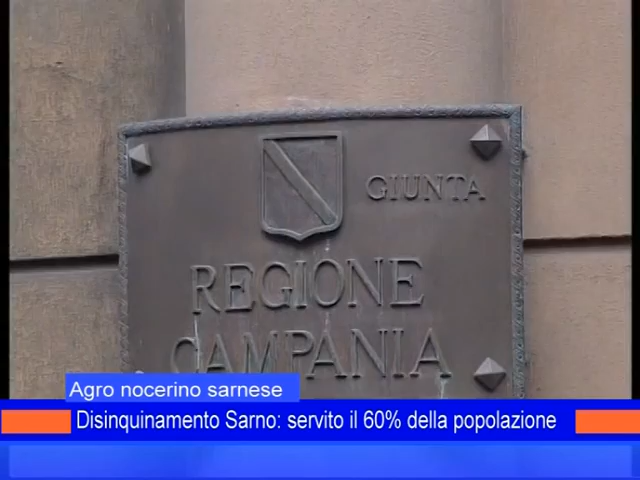 GIUNTA
REGIONE
CAMPANIA
Agro nocerino sarnese
Disinquinamento Sarno: servito il 60% della popolazione